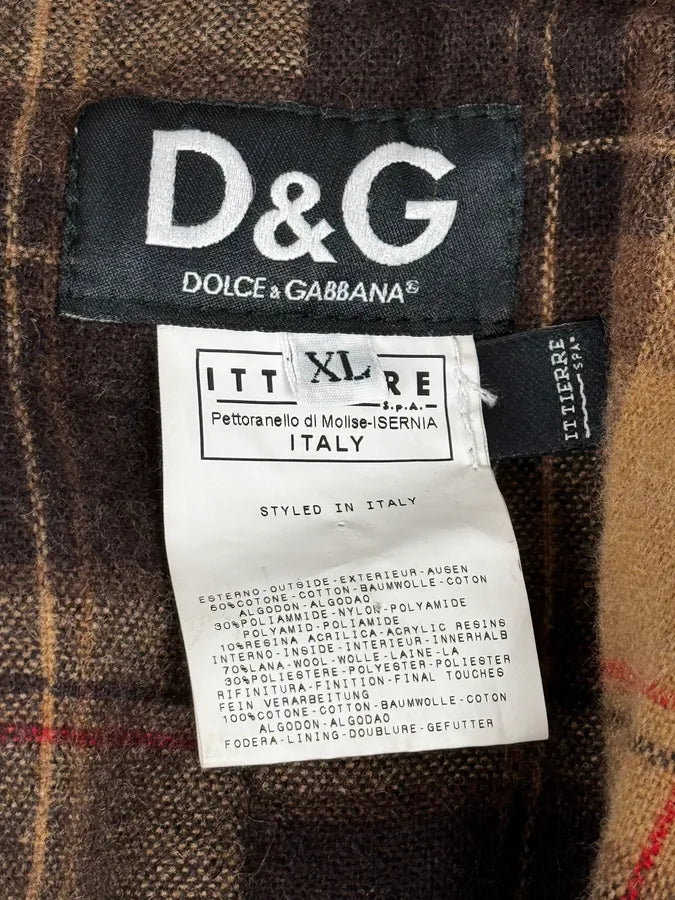 D&G
DOLCE & GABBANA®
XL
ITTIERRE
S.p.A.
Pettoranello di Molise-ISERNIA
ITALY
ITTIERRE
SPA
STYLED IN ITALY
ESTERNO-OUTSIDE-EXTERIEUR-AUSEN
60%COTONE-COTTON-BAUMWOLLE-COTON
ALGODON-ALGODAO
30%POLIAMMIDE-NYLON-POLYAMIDE
POLYAMID-POLIAMIDE
10%RESINA ACRILICA-ACRYLIC RESINS
INTERNO-INSIDE-INTERIEUR-INNERHALB
70%LANA-WOOL-WOLLE-LAINE-LA
30%POLIESTERE-POLYESTER-POLIESTER
RIFINITURA-FINITION-FINAL TOUCHES
FEIN VERARBEITUNG
100%COTONE-COTTON-BAUMWOLLE-COTON
ALGODON-ALGODAO
FODERA-LINING-DOUBLURE-GEFUTTER